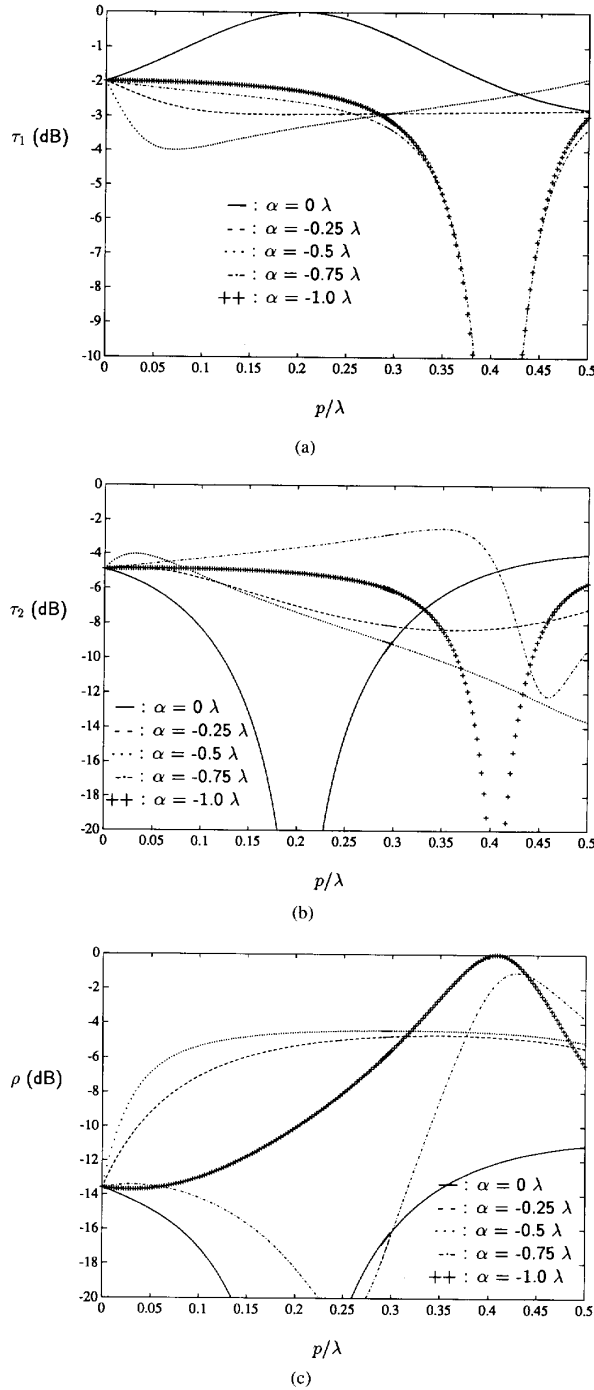 0
-1
-2
-3
τ₁ (dB)
-4
-5
-6
-7
-8
-9
-10
— : α = 0 λ
--- : α = -0.25 λ
····· : α = -0.5 λ
-·-·- : α = -0.75 λ
++ : α = -1.0 λ
0 0.05 0.1 0.15 0.2 0.25 0.3 0.35 0.4 0.45 0.5
p/λ
(a)
0
-2
-4
-6
τ₂ (dB)
-8
-10
-12
-14
-16
-18
-20
— : α = 0 λ
--- : α = -0.25 λ
····· : α = -0.5 λ
-·-·- : α = -0.75 λ
++ : α = -1.0 λ
0 0.05 0.1 0.15 0.2 0.25 0.3 0.35 0.4 0.45 0.5
p/λ
(b)
0
-2
-4
-6
ρ (dB)
-8
-10
-12
-14
-16
-18
-20
— : α = 0 λ
--- : α = -0.25 λ
····· : α = -0.5 λ
-·-·- : α = -0.75 λ
++ : α = -1.0 λ
0 0.05 0.1 0.15 0.2 0.25 0.3 0.35 0.4 0.45 0.5
p/λ
(c)